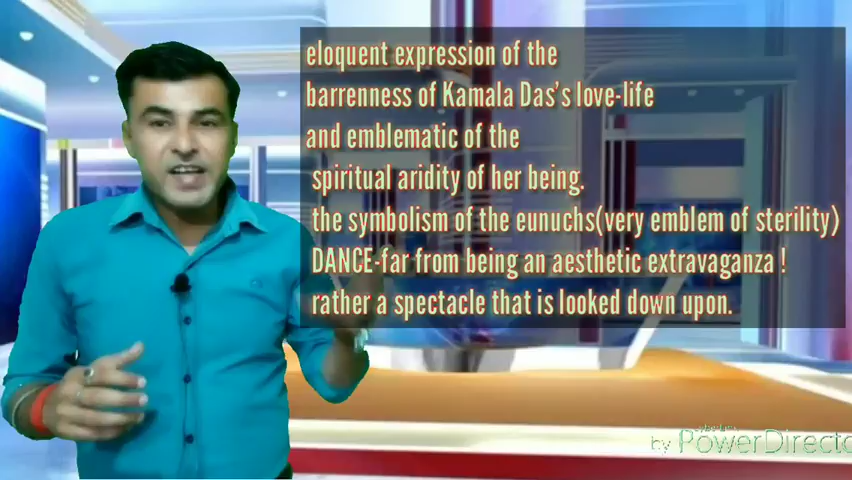 eloquent expression of the
barrenness of Kamala Das's love-life
and emblematic of the
spiritual aridity of her being.
the symbolism of the eunuchs(very emblem of sterility)
DANCE-far from being an aesthetic extravaganza !
rather a spectacle that is looked down upon.
by PowerDirecto